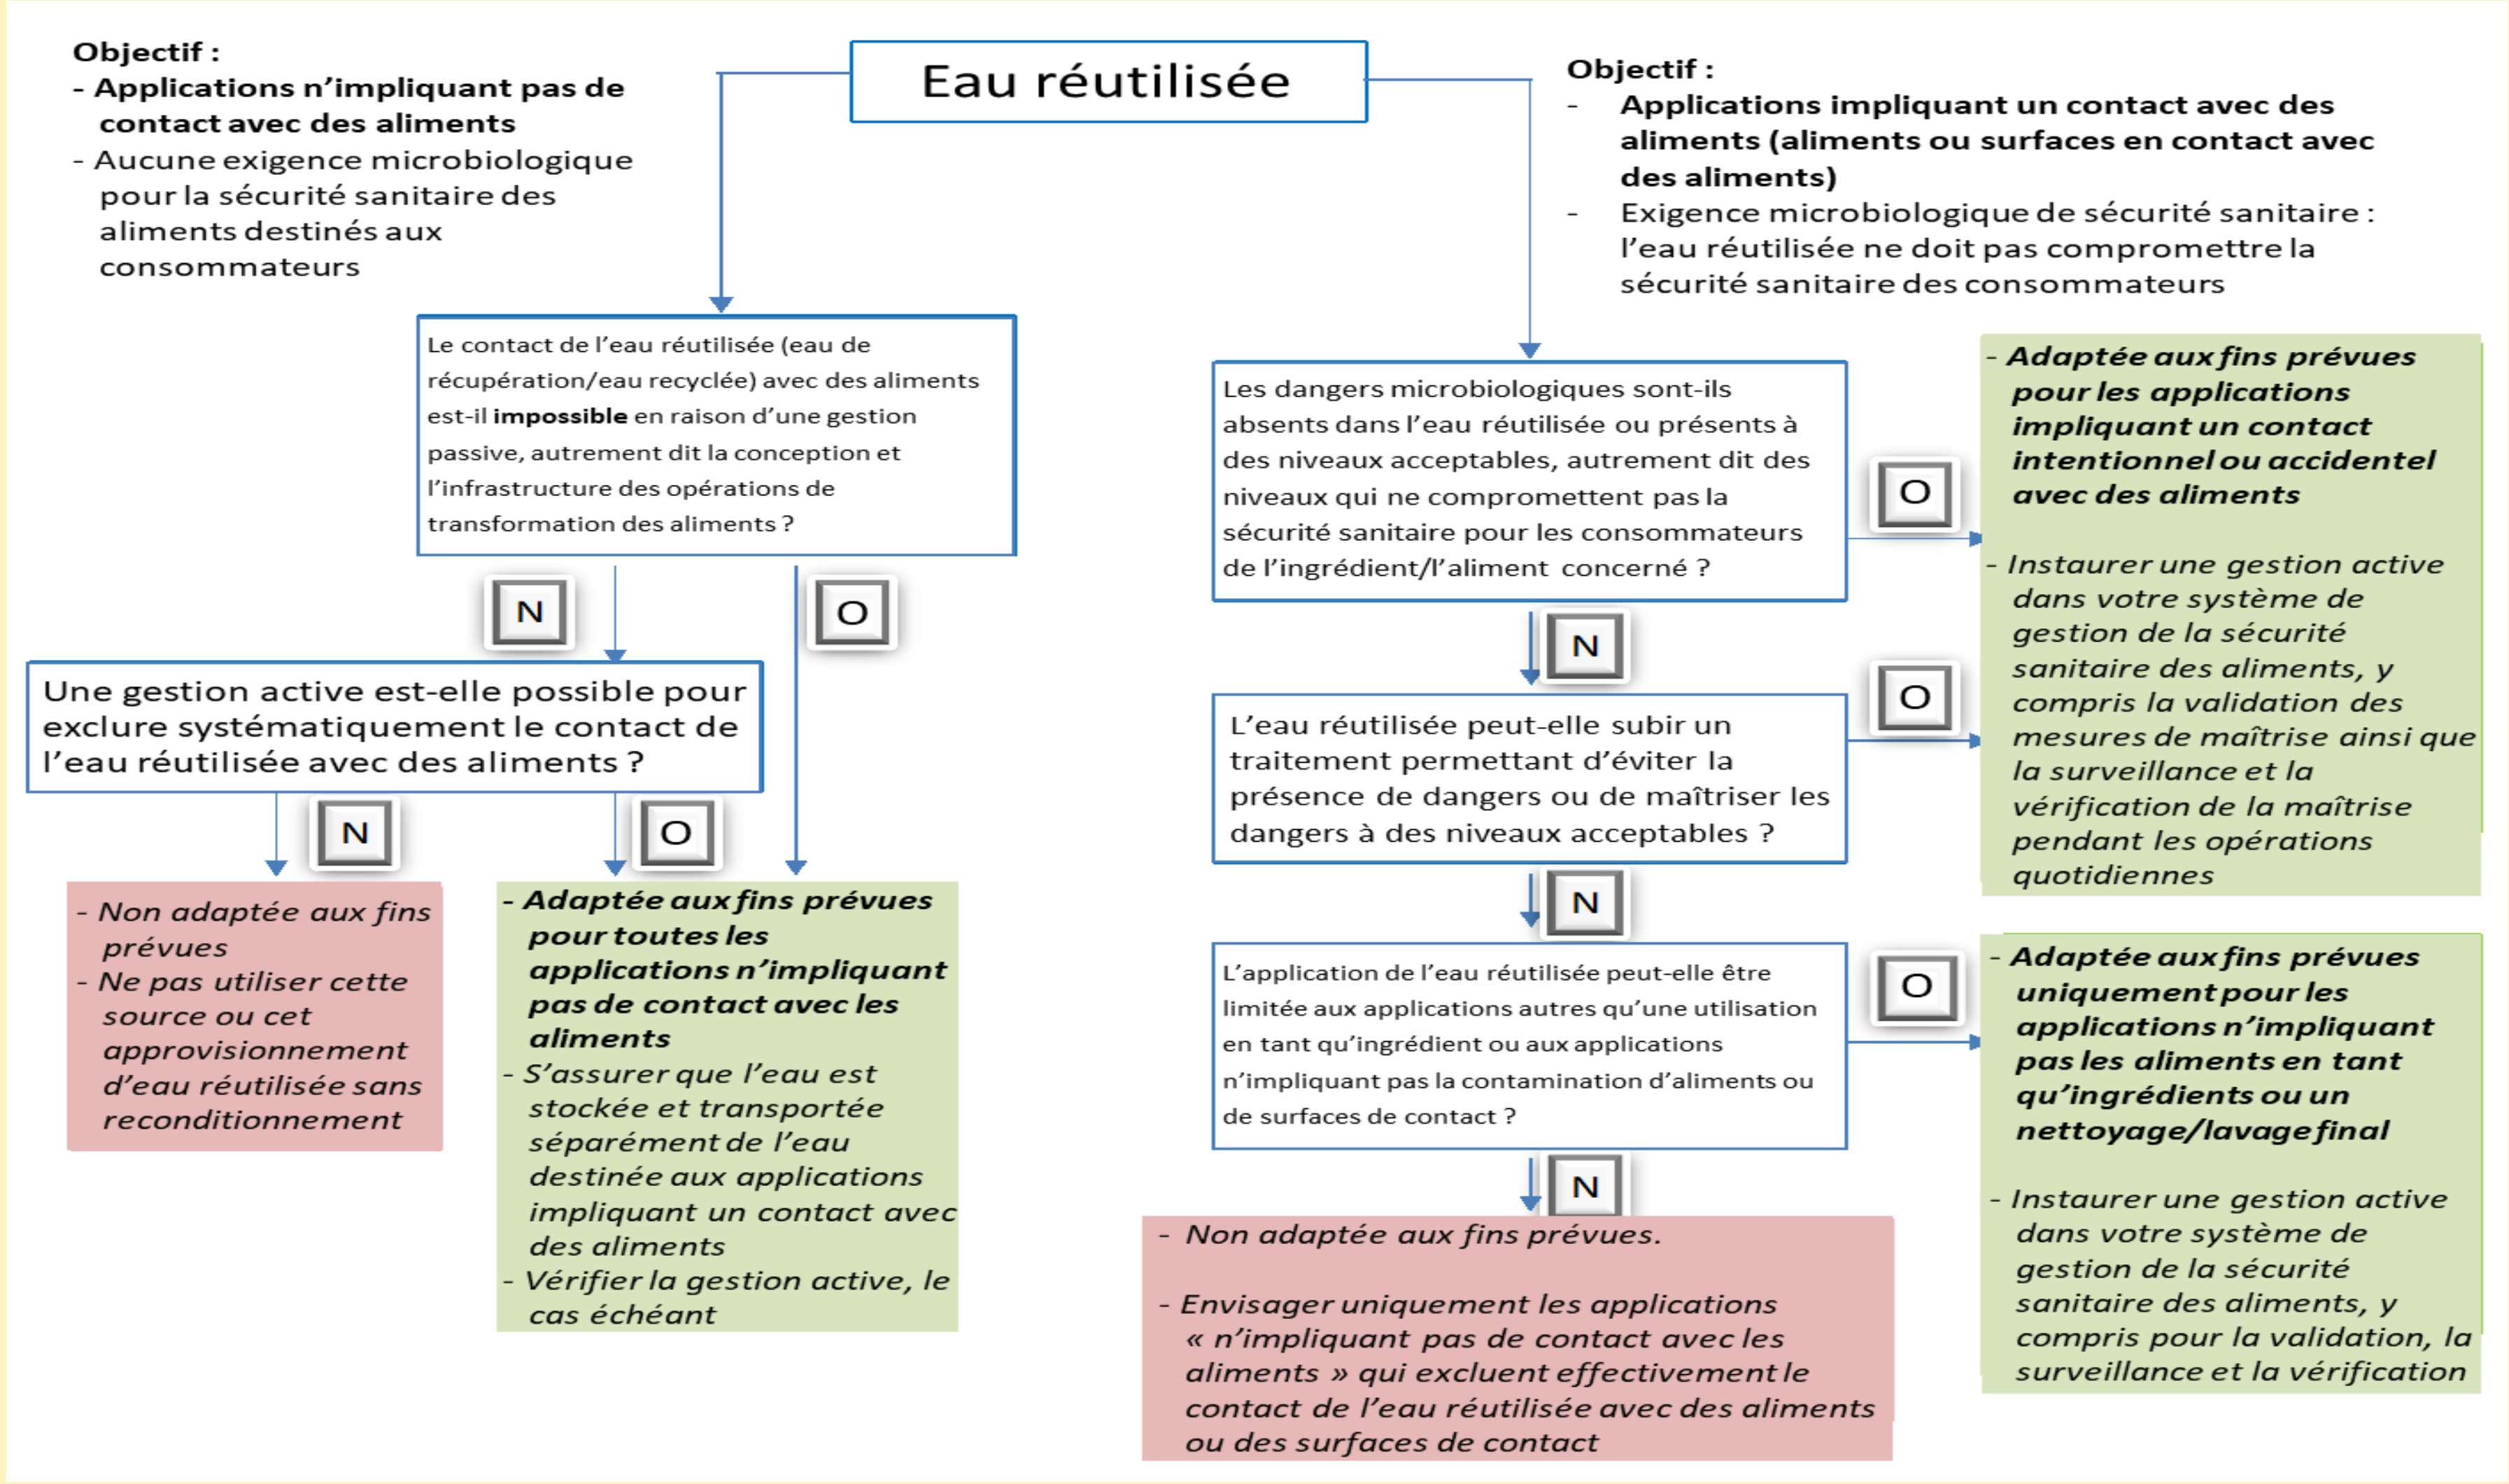 Eau réutilisée
Objectif :
- Applications n’impliquant pas de
contact avec des aliments
- Aucune exigence microbiologique
pour la sécurité sanitaire des
aliments destinés aux
consommateurs
Le contact de l’eau réutilisée (eau de
récupération/eau recyclée) avec des aliments
est-il impossible en raison d’une gestion
passive, autrement dit la conception et
l’infrastructure des opérations de
transformation des aliments ?
N
O
Une gestion active est-elle possible pour
exclure systématiquement le contact de
l’eau réutilisée avec des aliments ?
N
O
- Non adaptée aux fins
prévues
- Ne pas utiliser cette
source ou cet
approvisionnement
d’eau réutilisée sans
reconditionnement
- Adaptée aux fins prévues
pour toutes les
applications n’impliquant
pas de contact avec les
aliments
- S’assurer que l’eau est
stockée et transportée
séparément de l’eau
destinée aux applications
impliquant un contact avec
des aliments
- Vérifier la gestion active, le
cas échéant
Objectif :
- Applications impliquant un contact avec des
aliments (aliments ou surfaces en contact avec
des aliments)
- Exigence microbiologique de sécurité sanitaire :
l’eau réutilisée ne doit pas compromettre la
sécurité sanitaire des consommateurs
Les dangers microbiologiques sont-ils
absents dans l’eau réutilisée ou présents à
des niveaux acceptables, autrement dit des
niveaux qui ne compromettent pas la
sécurité sanitaire pour les consommateurs
de l’ingrédient/l’aliment concerné ?
O
N
L’eau réutilisée peut-elle subir un
traitement permettant d’éviter la
présence de dangers ou de maîtriser les
dangers à des niveaux acceptables ?
O
N
- Adaptée aux fins prévues
pour les applications
impliquant un contact
intentionnel ou accidentel
avec des aliments
- Instaurer une gestion active
dans votre système de
gestion de la sécurité
sanitaire des aliments, y
compris la validation des
mesures de maîtrise ainsi que
la surveillance et la
vérification de la maîtrise
pendant les opérations
quotidiennes
L’application de l’eau réutilisée peut-elle être
limitée aux applications autres qu’une utilisation
en tant qu’ingrédient ou aux applications
n’impliquant pas la contamination d’aliments ou
de surfaces de contact ?
O
N
- Adaptée aux fins prévues
uniquement pour les
applications n’impliquant
pas les aliments en tant
qu’ingrédients ou un
nettoyage/lavage final
- Instaurer une gestion active
dans votre système de
gestion de la sécurité
sanitaire des aliments, y
compris pour la validation, la
surveillance et la vérification
- Non adaptée aux fins prévues.
- Envisager uniquement les applications
« n’impliquant pas de contact avec les
aliments » qui excluent effectivement le
contact de l’eau réutilisée avec des aliments
ou des surfaces de contact